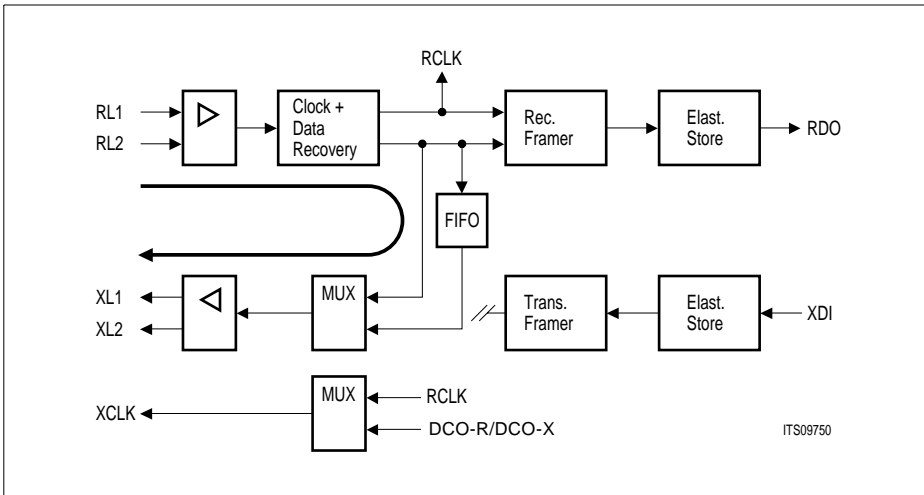 RCLK
RL1
RL2
Clock +
Data
Recovery
Rec.
Framer
Elast.
Store
RDO
FIFO
XL1
XL2
MUX
Trans.
Framer
Elast.
Store
XDI
XCLK
MUX
RCLK
DCO-R/DCO-X
ITS09750